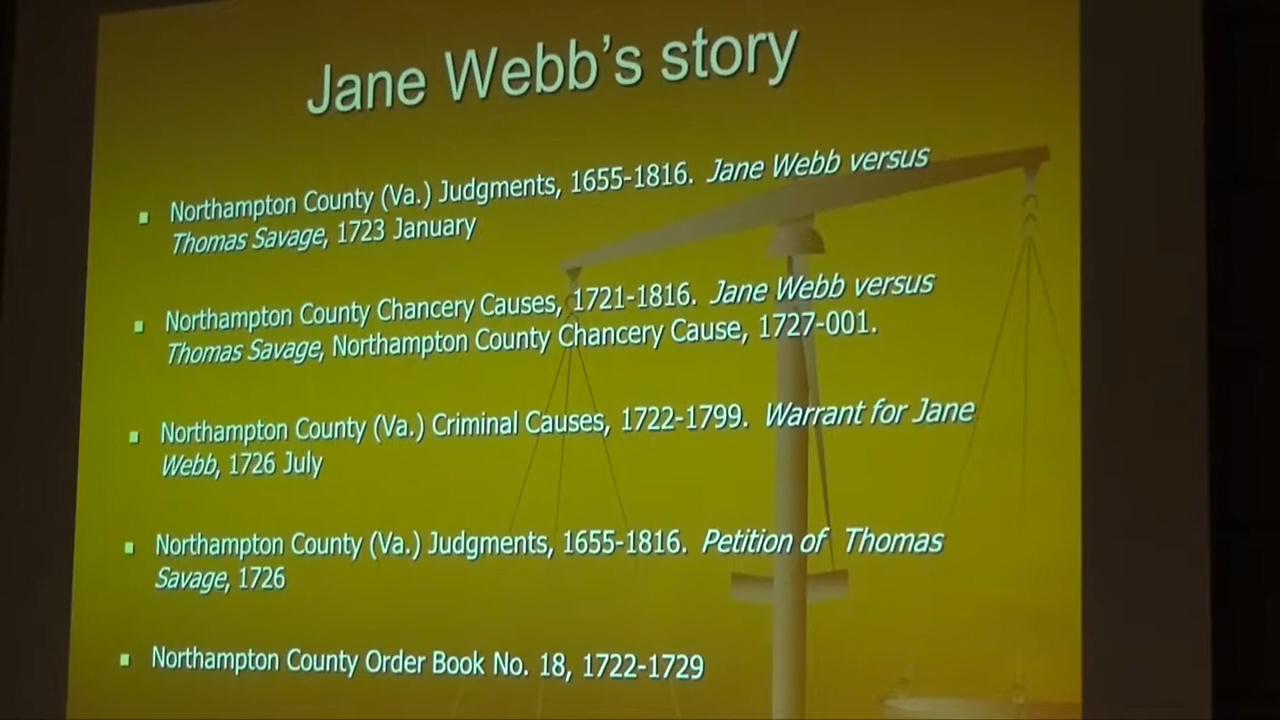 Jane Webb's story
Northampton County (Va.) Judgments, 1655-1816. Jane Webb versus
Thomas Savage, 1723 January
Northampton County Chancery Causes, 1721-1816. Jane Webb versus
Thomas Savage, Northampton County Chancery Cause, 1727-001.
Northampton County (Va.) Criminal Causes, 1722-1799. Warrant for Jane
Webb, 1726 July
Northampton County (Va.) Judgments, 1655-1816. Petition of Thomas
Savage, 1726
Northampton County Order Book No. 18, 1722-1729